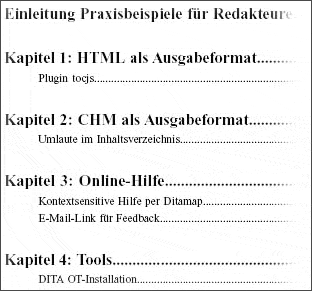 Einleitung Praxisbeispiele für Redakteure
Kapitel 1: HTML als Ausgabeformat..........
Plugin tocjs..........................................................
Kapitel 2: CHM als Ausgabeformat............
Umlaute im Inhaltsverzeichnis................................
Kapitel 3: Online-Hilfe................................
Kontextsensitive Hilfe per Ditamap..........................
E-Mail-Link für Feedback.....................................
Kapitel 4: Tools............................................
DITA OT-Installation............................................